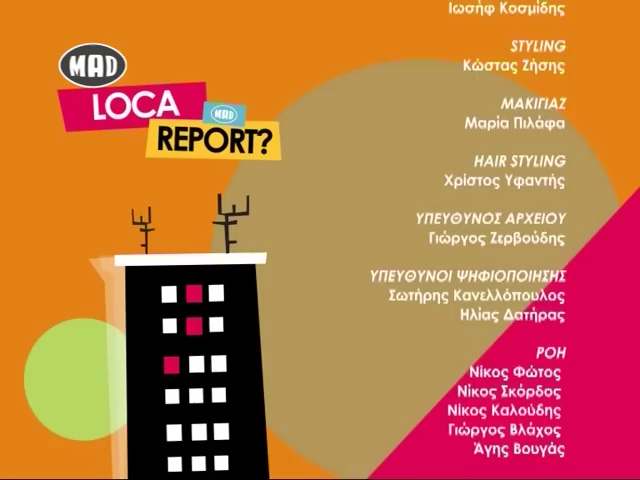 MAD
LOCA
MAD
REPORT?
Ιωσήφ Κοσμίδης
STYLING
Κώστας Ζήσης
ΜΑΚΙΓΙΑΖ
Μαρία Πιλάφα
HAIR STYLING
Χρίστος Υφαντής
ΥΠΕΥΘΥΝΟΣ ΑΡΧΕΙΟΥ
Γιώργος Ζερβούδης
ΥΠΕΥΘΥΝΟΙ ΨΗΦΙΟΠΟΙΗΣΗΣ
Σωτήρης Κανελλόπουλος
Ηλίας Δατήρας
ΡΟΗ
Νίκος Φώτος
Νίκος Σκόρδος
Νίκος Καλούδης
Γιώργος Βλάχος
Άγης Βουγάς